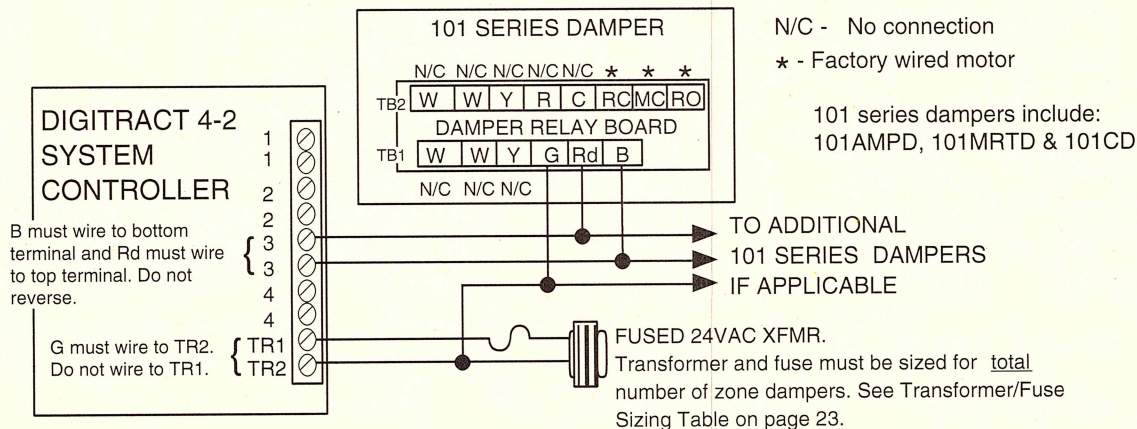 101 SERIES DAMPER
N/C N/C N/C N/C N/C * * *
TB2 W W Y R C RC MC RO
DAMPER RELAY BOARD
TB1 W W Y G Rd B
N/C N/C N/C
N/C - No connection
* - Factory wired motor
101 series dampers include:
101AMPD, 101MRTD & 101CD
DIGITRACT 4-2
SYSTEM
CONTROLLER
1
1
2
2
3
3
4
4
TR1
TR2
B must wire to bottom
terminal and Rd must wire
to top terminal. Do not
reverse.
G must wire to TR2.
Do not wire to TR1.
TO ADDITIONAL
101 SERIES DAMPERS
IF APPLICABLE
FUSED 24VAC XFMR.
Transformer and fuse must be sized for total
number of zone dampers. See Transformer/Fuse
Sizing Table on page 23.